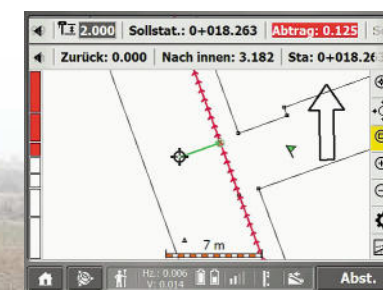 2.000 Sollstat.: 0+018.263 Abtrag: 0.125
Zurück: 0.000 Nach innen: 3.182 Sta: 0+018.26
7 m
Hz.: 0.006
V: 0.014
Abst.